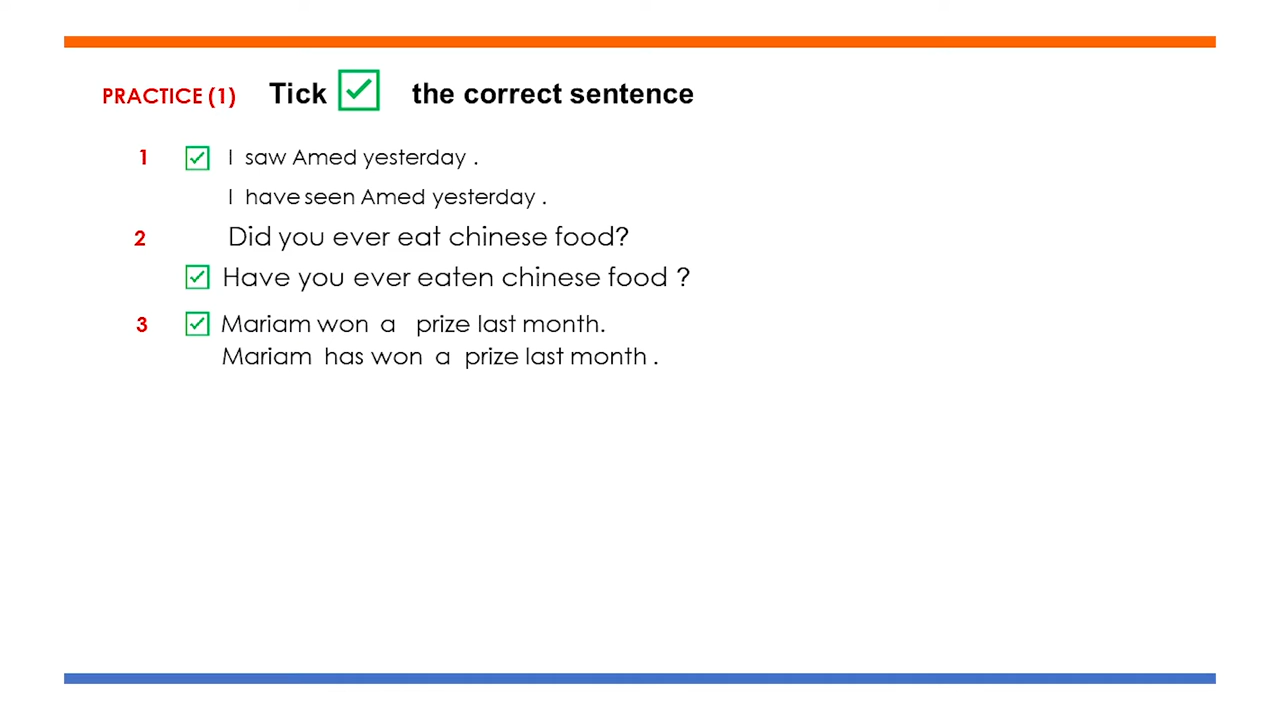 PRACTICE (1) Tick ☑ the correct sentence
1 ☑ I saw Amed yesterday .
I have seen Amed yesterday .
2 Did you ever eat chinese food?
☑ Have you ever eaten chinese food ?
3 ☑ Mariam won a prize last month.
Mariam has won a prize last month .